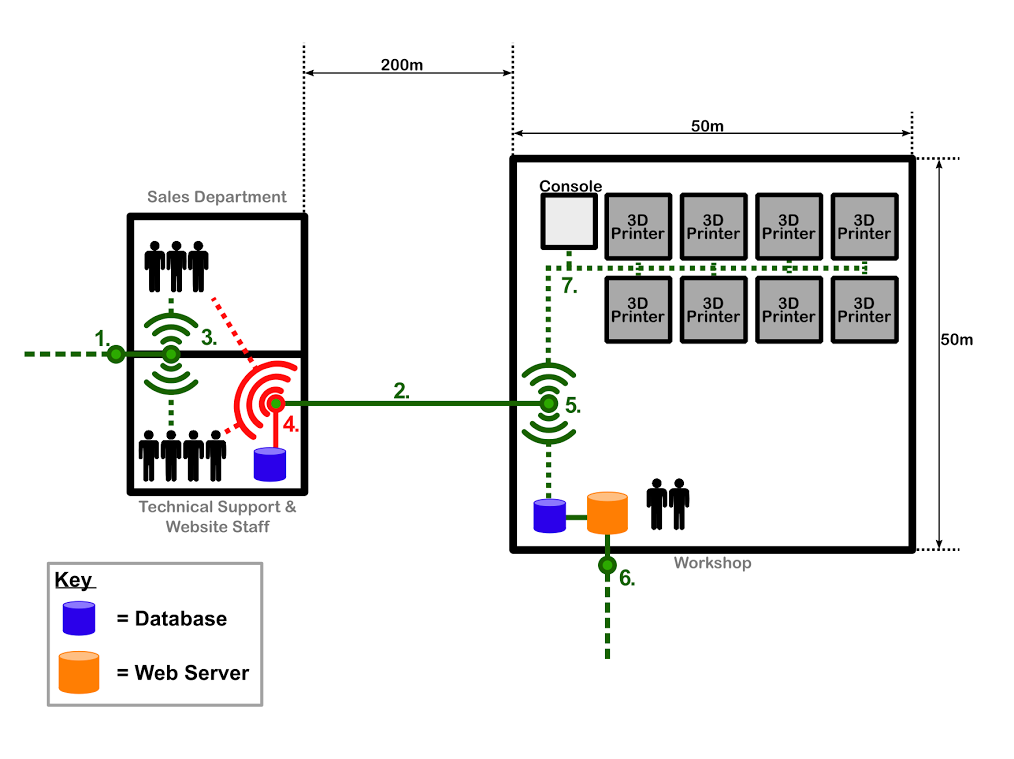 200m
50m
Sales Department
Console
3D
Printer
3D
Printer
3D
Printer
3D
Printer
7.
3D
Printer
3D
Printer
3D
Printer
3D
Printer
1.
3.
50m
2.
4.
5.
Technical Support &
Website Staff
Workshop
6.
Key
= Database
= Web Server